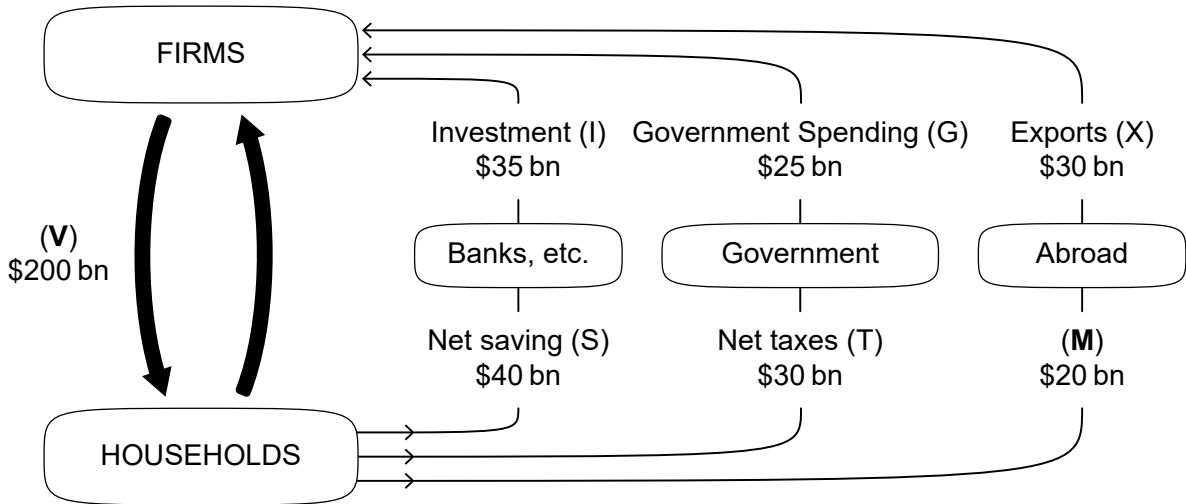 FIRMS
Investment (I)
$35 bn
Government Spending (G)
$25 bn
Exports (X)
$30 bn
(V)
$200 bn
Banks, etc.
Government
Abroad
Net saving (S)
$40 bn
Net taxes (T)
$30 bn
(M)
$20 bn
HOUSEHOLDS